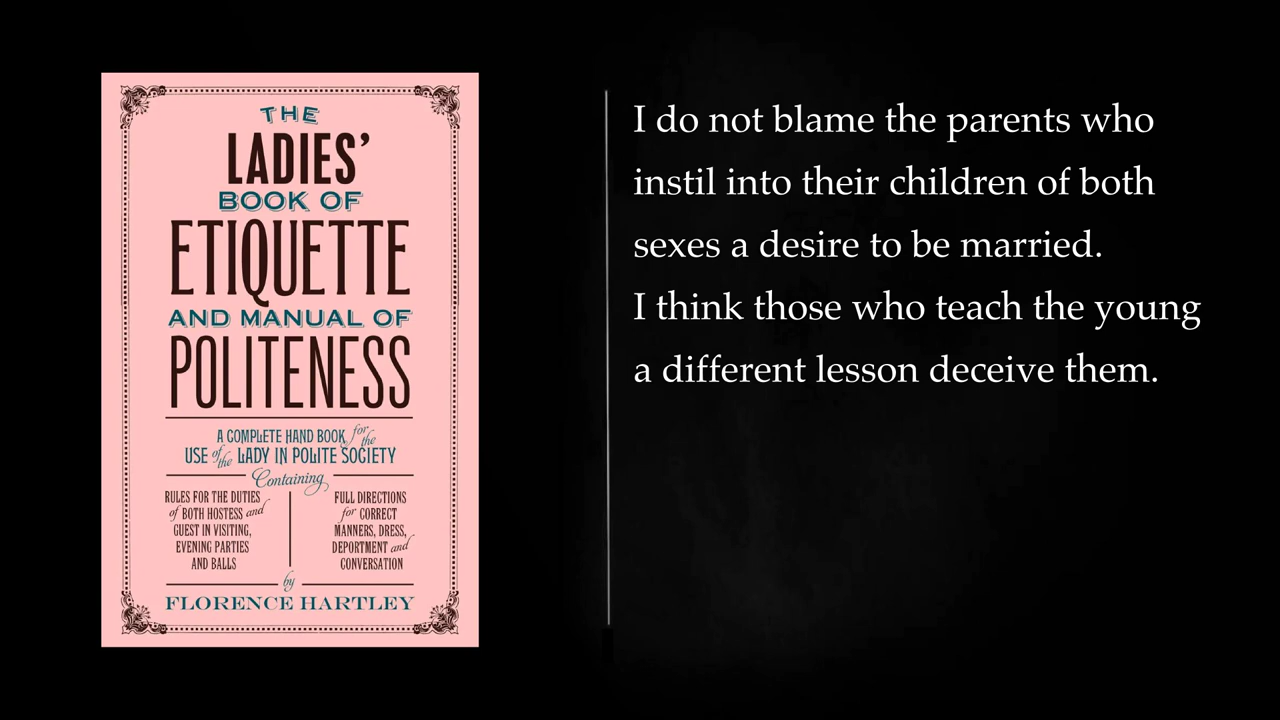 THE
LADIES'
BOOK OF
ETIQUETTE
AND MANUAL OF
POLITENESS
A COMPLETE HAND BOOK for the
USE of the LADY IN POLITE SOCIETY
Containing
RULES FOR THE DUTIES
of BOTH HOSTESS and
GUEST IN VISITING,
EVENING PARTIES
AND BALLS
FULL DIRECTIONS
for CORRECT
MANNERS, DRESS,
DEPORTMENT and
CONVERSATION
by
FLORENCE HARTLEY
I do not blame the parents who
instil into their children of both
sexes a desire to be married.
I think those who teach the young
a different lesson deceive them.